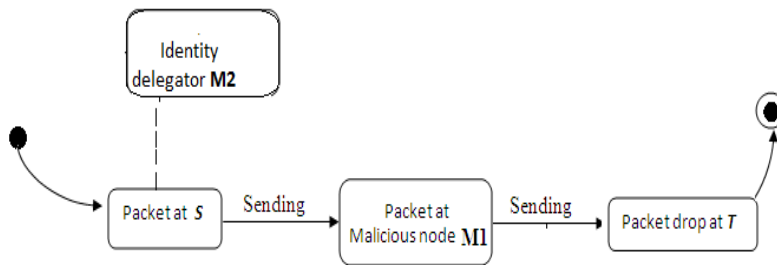 Identity
delegator M2
Packet at S
Sending
Packet at
Malicious node M1
Sending
Packet drop at T